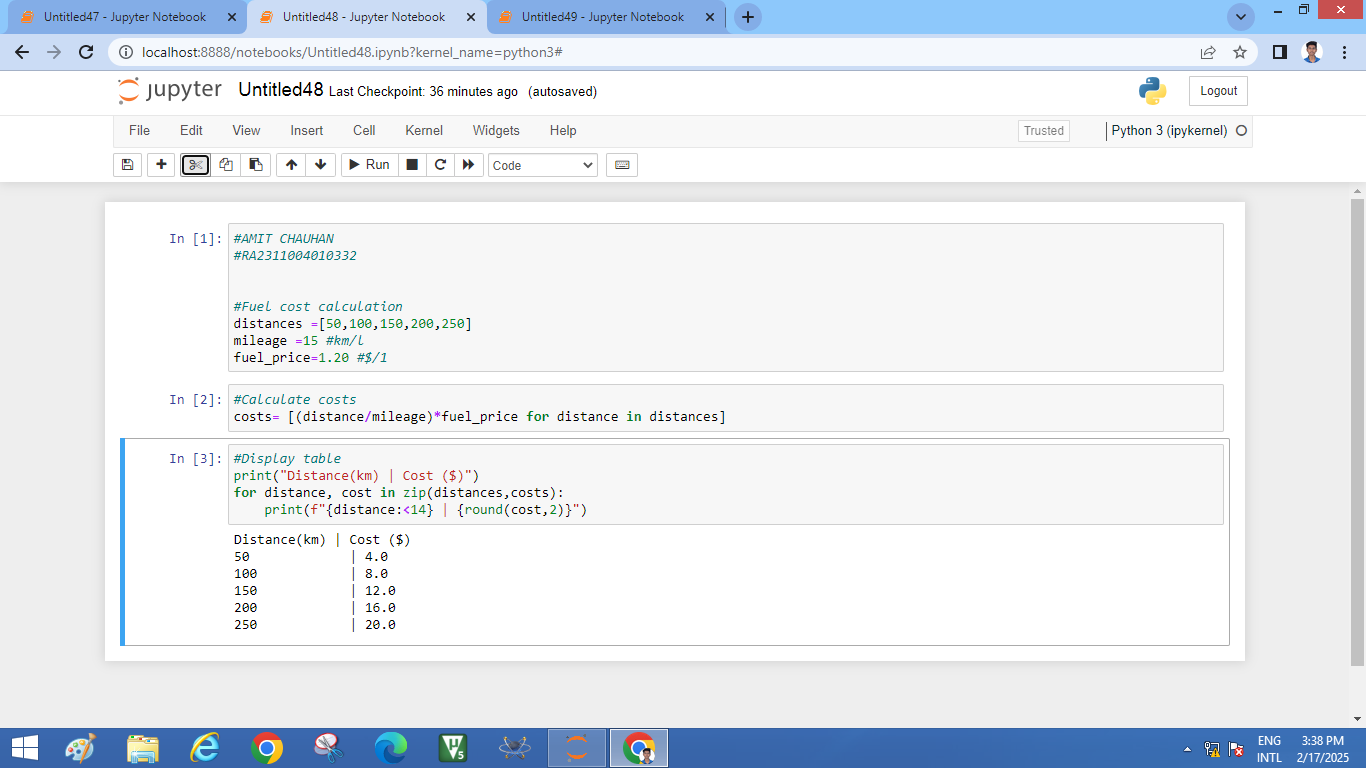 Untitled47 - Jupyter Notebook
Untitled48 - Jupyter Notebook
Untitled49 - Jupyter Notebook
localhost:8888/notebooks/Untitled48.ipynb?kernel_name=python3#
jupyter Untitled48 Last Checkpoint: 36 minutes ago (autosaved)
Logout
File Edit View Insert Cell Kernel Widgets Help
Trusted
Python 3 (ipykernel)
Run
Code
In [1]: #AMIT CHAUHAN
#RA2311004010332
#Fuel cost calculation
distances =[50,100,150,200,250]
mileage =15 #km/l
fuel_price=1.20 #$/1
In [2]: #Calculate costs
costs= [(distance/mileage)*fuel_price for distance in distances]
In [3]: #Display table
print("Distance(km) | Cost ($)")
for distance, cost in zip(distances,costs):
    print(f"{distance:<14} | {round(cost,2)}")
Distance(km) | Cost ($)
50             | 4.0
100            | 8.0
150            | 12.0
200            | 16.0
250            | 20.0
ENG
INTL
3:38 PM
2/17/2025